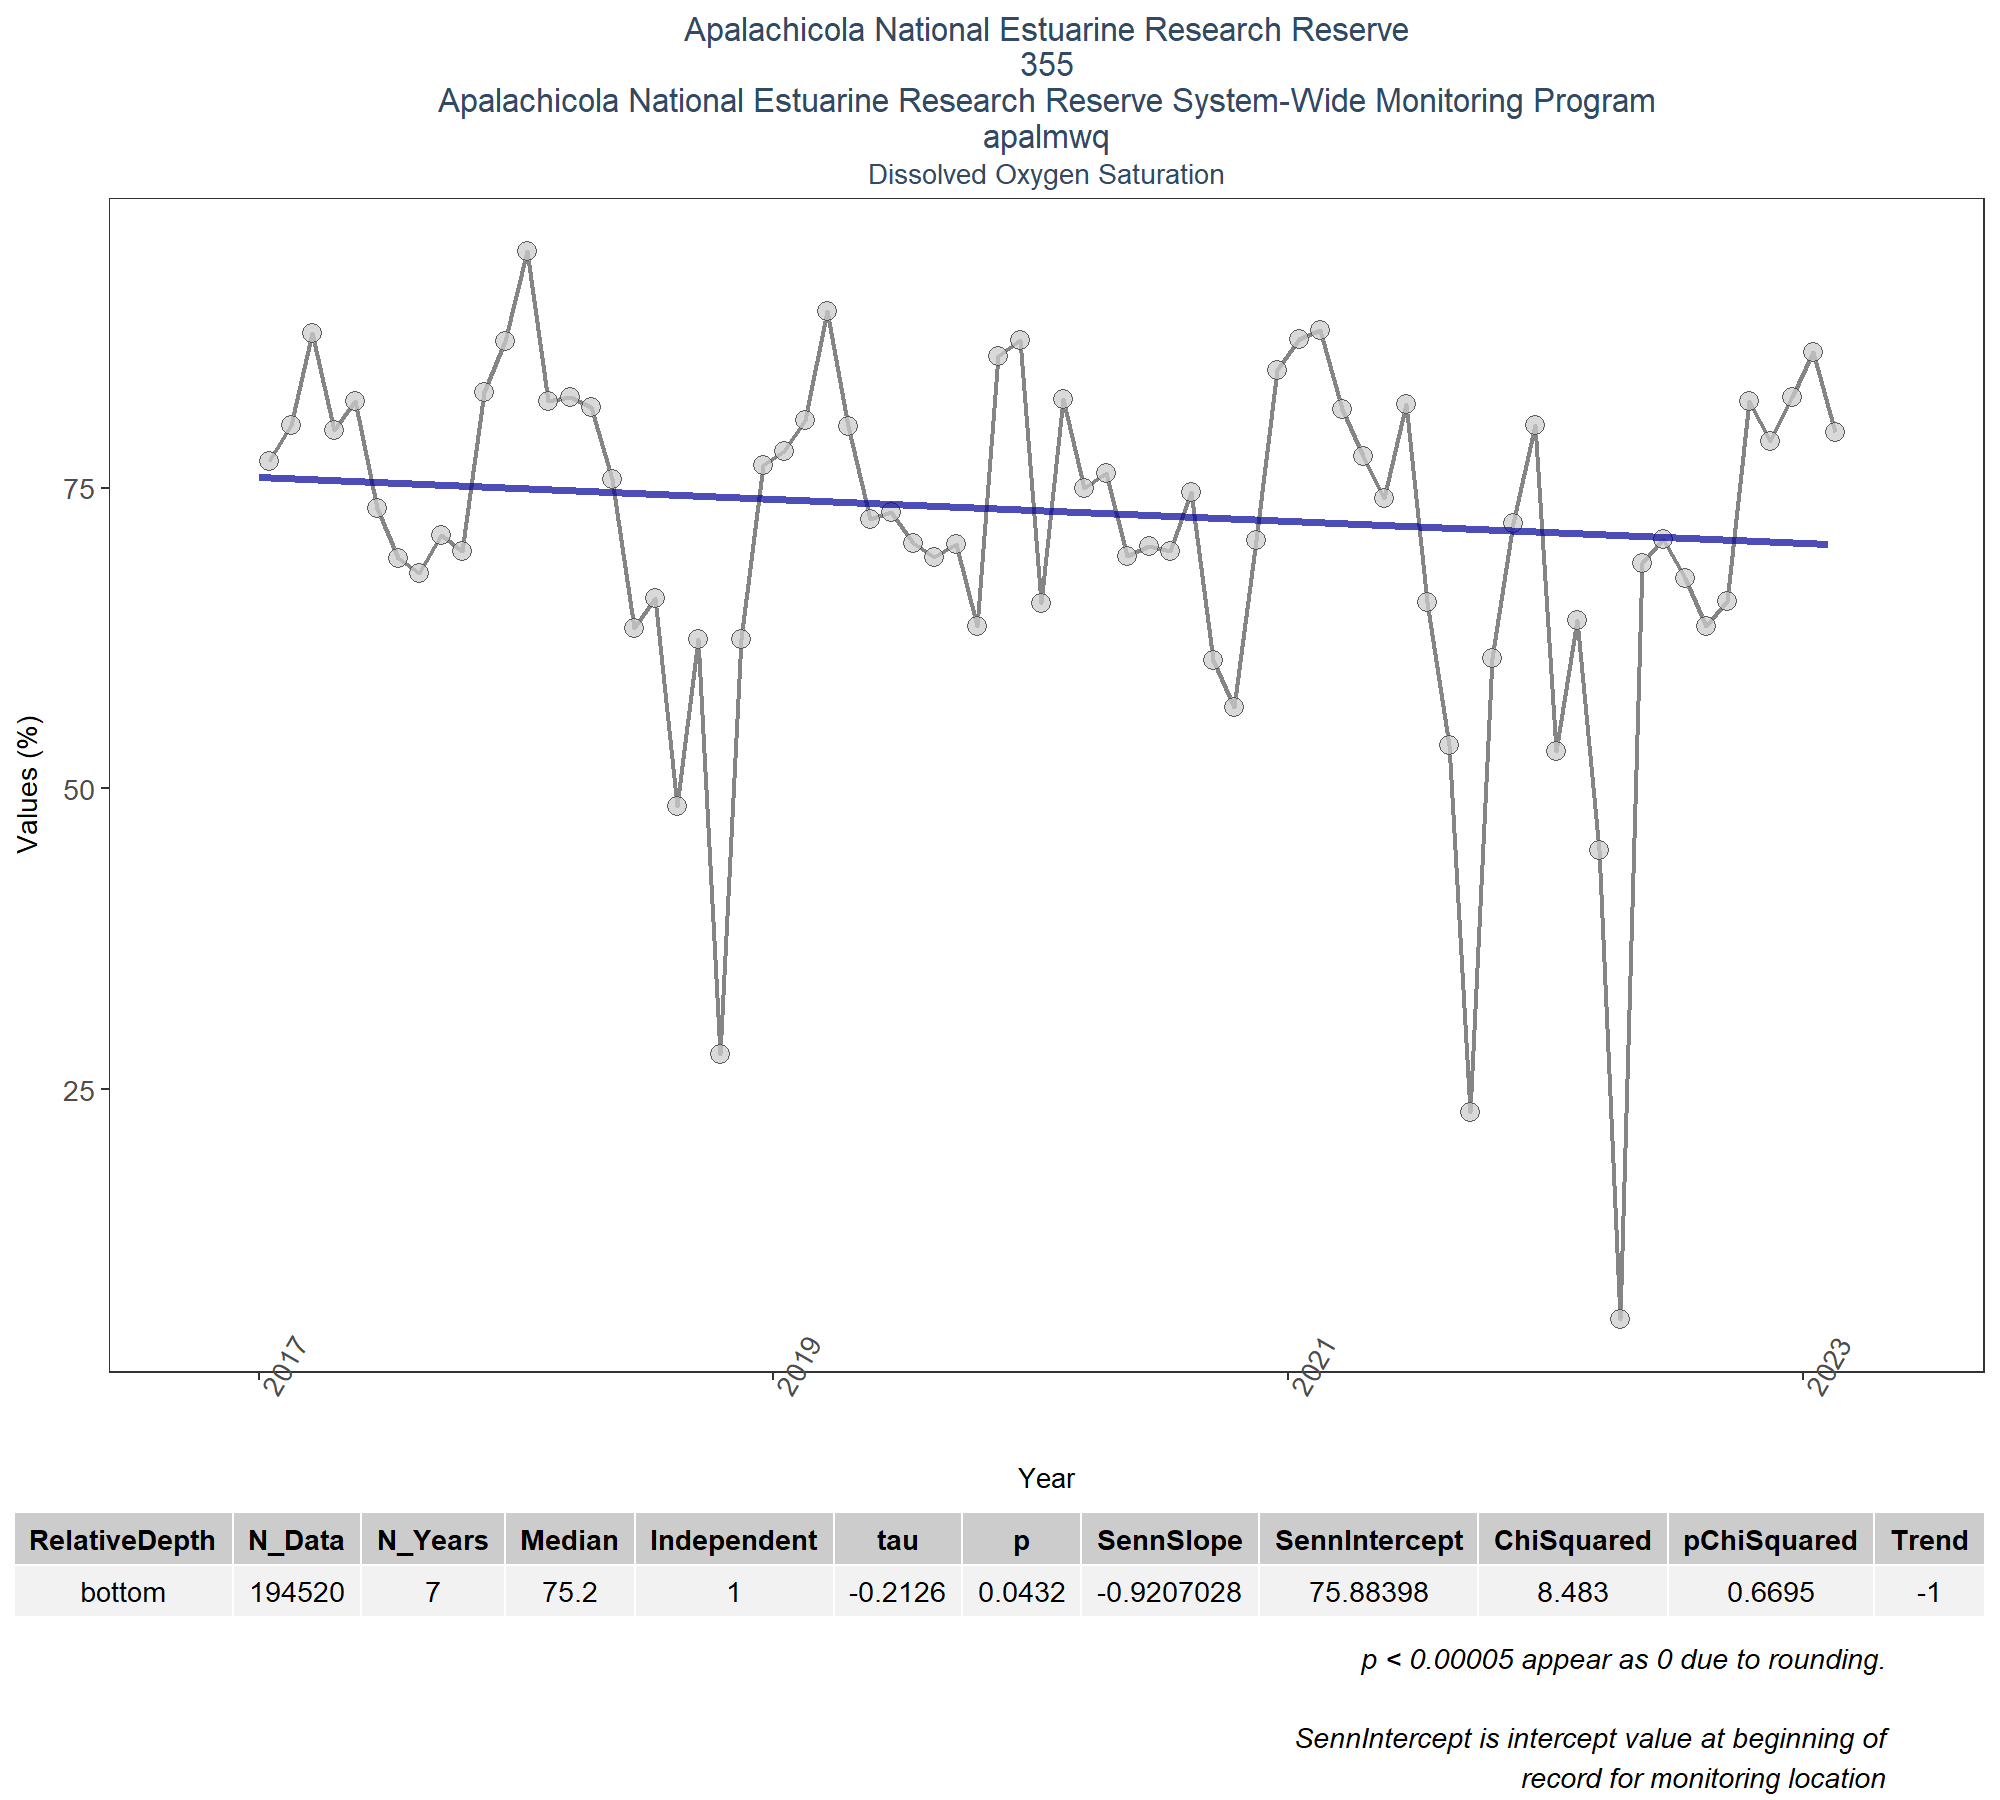 Apalachicola National Estuarine Research Reserve
355
Apalachicola National Estuarine Research Reserve System-Wide Monitoring Program
apalmwq
Dissolved Oxygen Saturation
Values (%)
75
50
25
2017 2019 2021 2023
Year
RelativeDepth N_Data N_Years Median Independent tau p SennSlope SennIntercept ChiSquared pChiSquared Trend
bottom 194520 7 75.2 1 -0.2126 0.0432 -0.9207028 75.88398 8.483 0.6695 -1
p < 0.00005 appear as 0 due to rounding.
SennIntercept is intercept value at beginning of
record for monitoring location